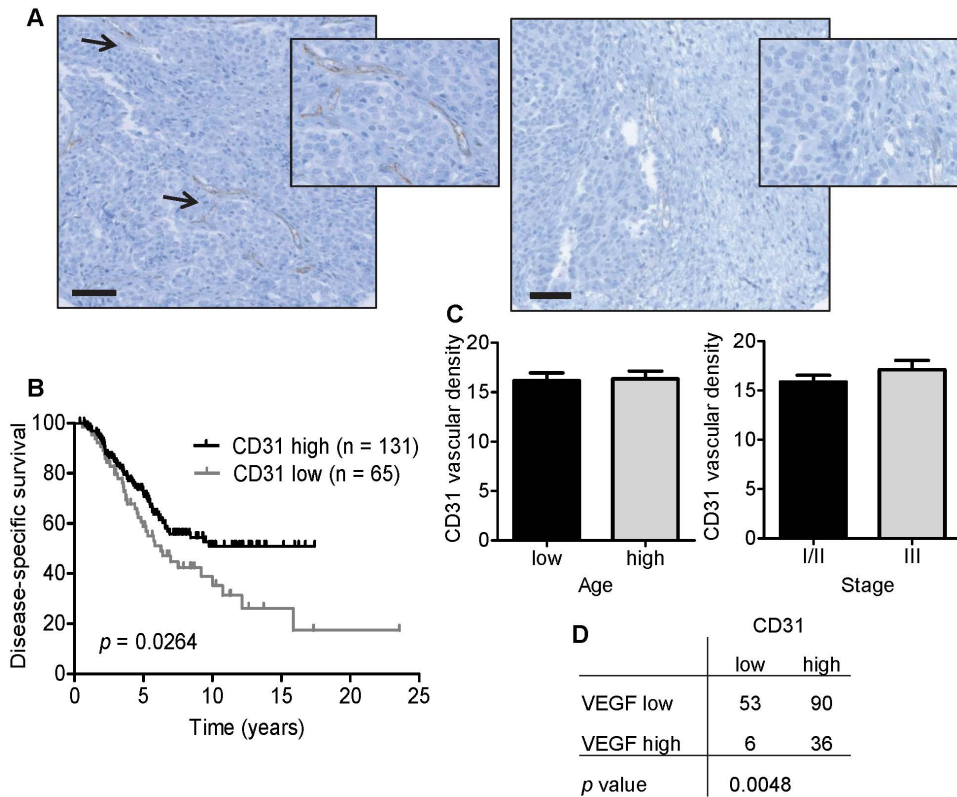 A
B
100
80
60
40
20
0
Disease-specific survival
CD31 high (n = 131)
CD31 low (n = 65)
p = 0.0264
0 5 10 15 20 25
Time (years)
C
20
15
10
5
0
CD31 vascular density
low high
Age
20
15
10
5
0
CD31 vascular density
I/II III
Stage
D
CD31
low high
VEGF low 53 90
VEGF high 6 36
p value 0.0048